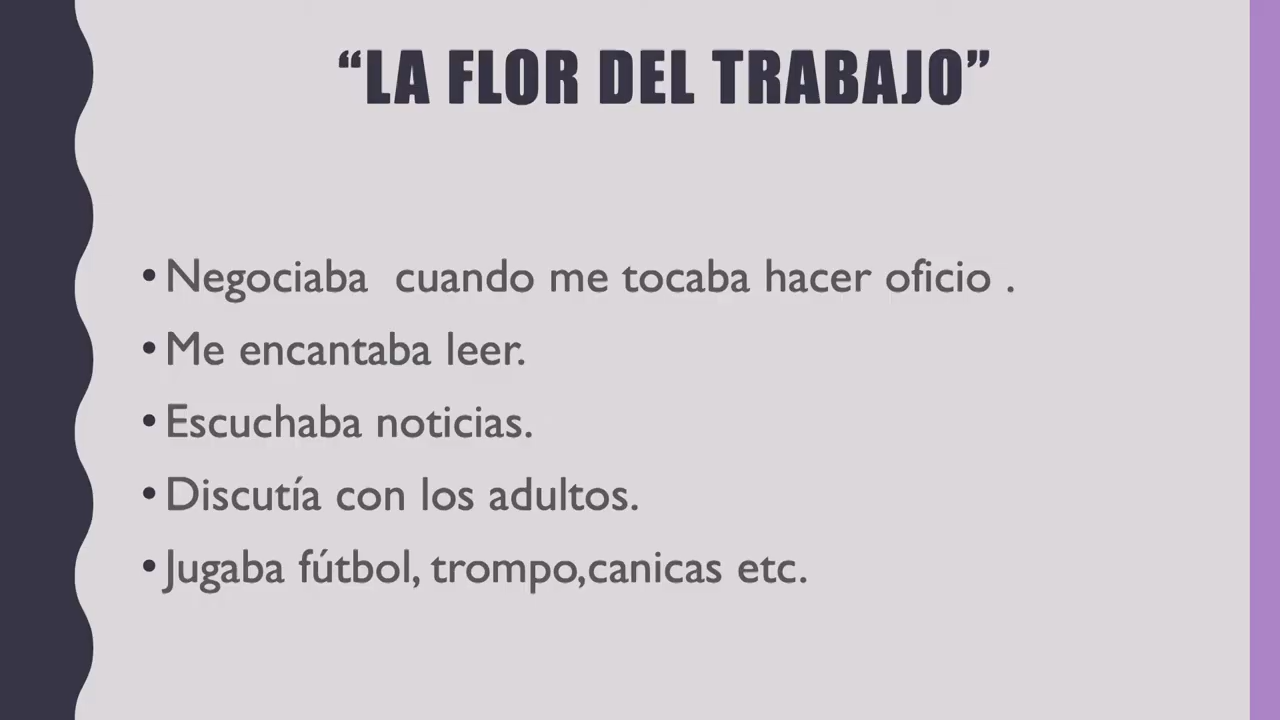 “LA FLOR DEL TRABAJO”
• Negociaba  cuando me tocaba hacer oficio .
• Me encantaba leer.
• Escuchaba noticias.
• Discutía con los adultos.
• Jugaba fútbol, trompo,canicas etc.